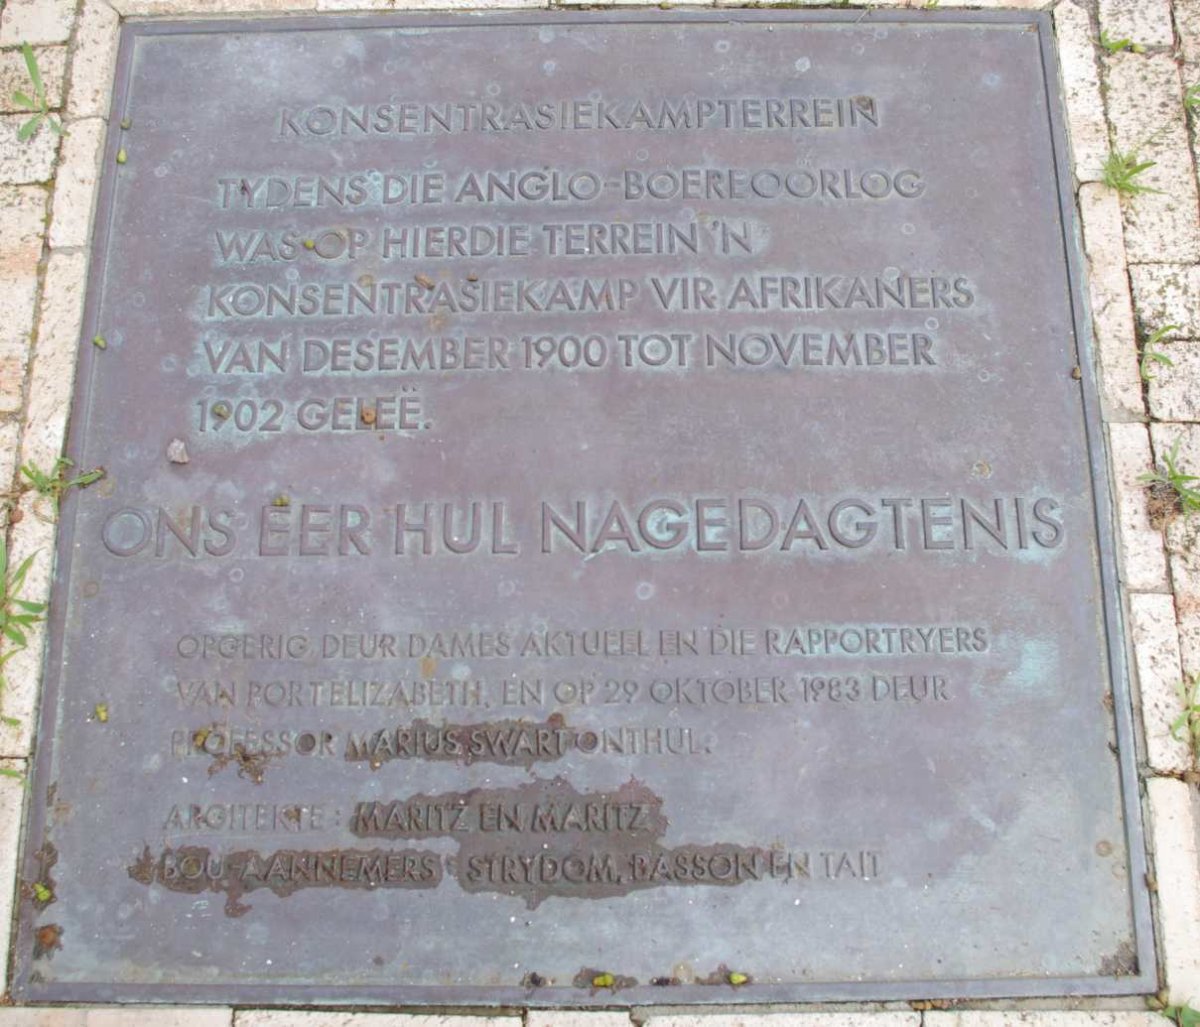 KONSENTRASIEKAMPTERREIN
TYDENS DIE ANGLO-BOEREOORLOG
WAS OP HIERDIE TERREIN 'N
KONSENTRASIEKAMP VIR AFRIKANERS
VAN DESEMBER 1900 TOT NOVEMBER
1902 GELEË.
ONS EER HUL NAGEDAGTENIS
OPGERIG DEUR DAMES AKTUEEL EN DIE RAPPORTRYERS
VAN PORT ELIZABETH, EN OP 29 OKTOBER 1983 DEUR
PROFESSOR MARIUS SWART ONTHUL.
ARGITEKTE : MARITZ EN MARITZ
BOU-AANNEMERS : STRYDOM, BASSON EN TAIT